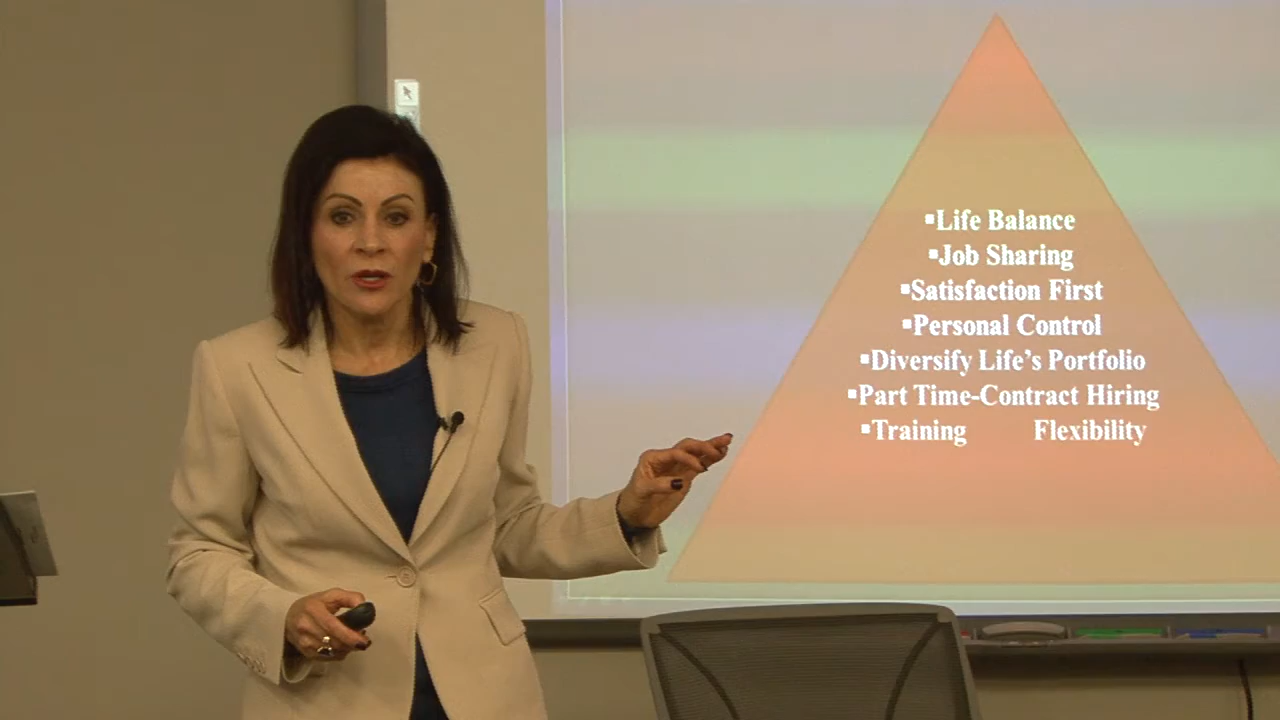 ▪Life Balance
▪Job Sharing
▪Satisfaction First
▪Personal Control
▪Diversify Life's Portfolio
▪Part Time-Contract Hiring
▪Training Flexibility